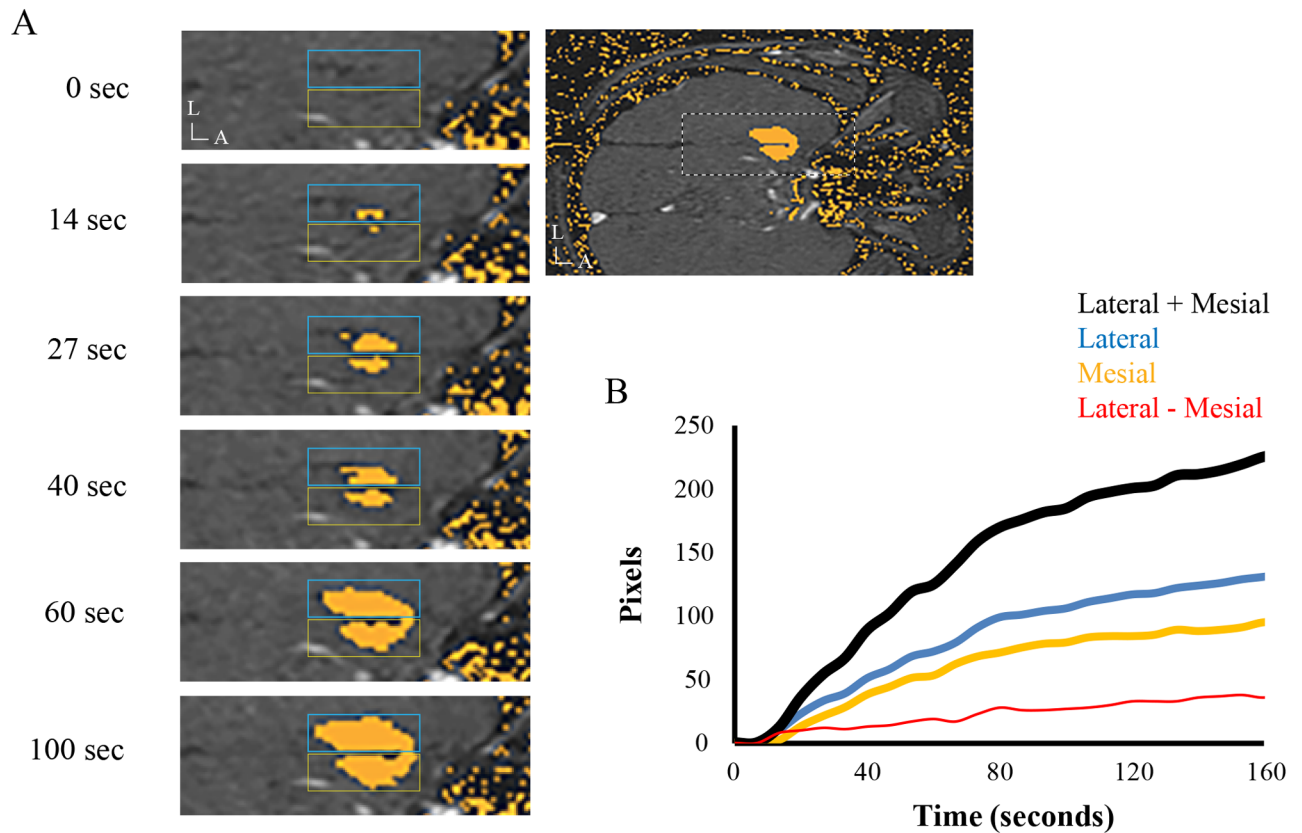 A
0 sec
L
A
14 sec
27 sec
40 sec
60 sec
100 sec
L
A
Lateral + Mesial
Lateral
Mesial
Lateral - Mesial
B
250
200
150
100
50
0
Pixels
0 40 80 120 160
Time (seconds)